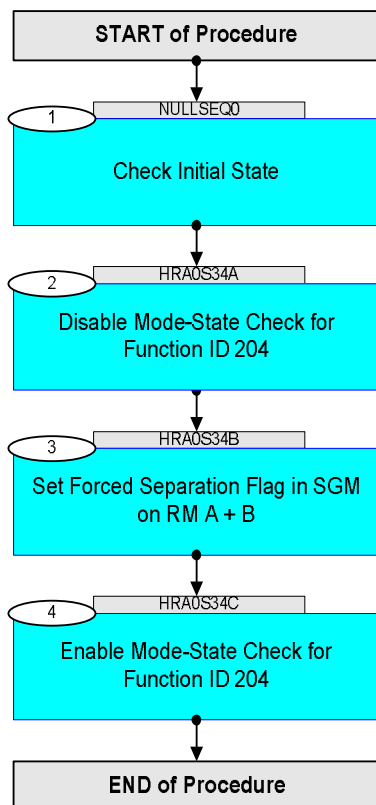 START of Procedure
NULLSEQ0
1
Check Initial State
HRA0S34A
2
Disable Mode-State Check for
Function ID 204
HRA0S34B
3
Set Forced Separation Flag in SGM
on RM A + B
HRA0S34C
4
Enable Mode-State Check for
Function ID 204
END of Procedure